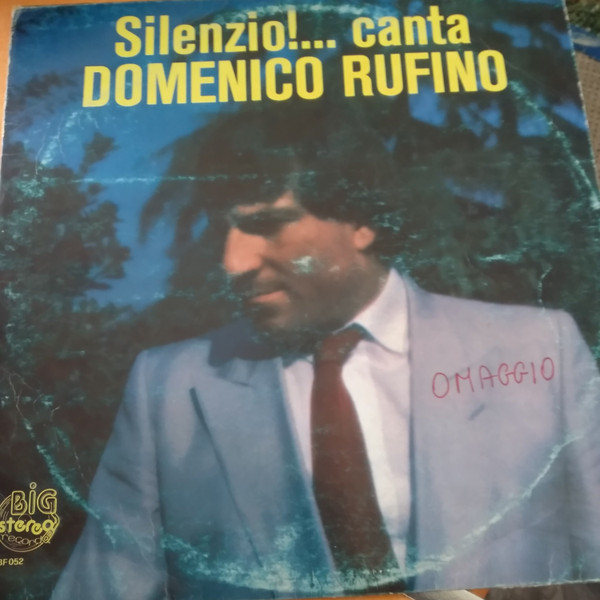 Silenzio!... canta
DOMENICO RUFINO
OMAGGIO
BIG
stereo
records
BF 052